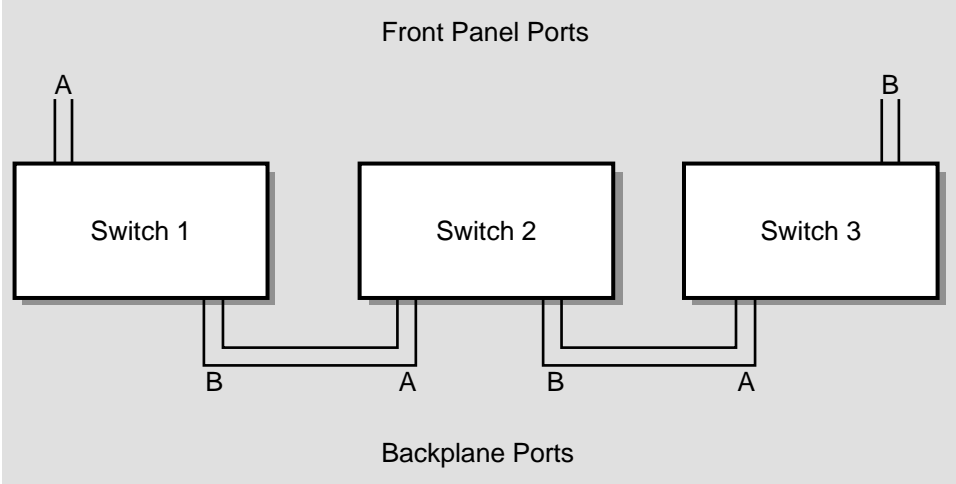 Front Panel Ports
A B
Switch 1 Switch 2 Switch 3
B A B A
Backplane Ports